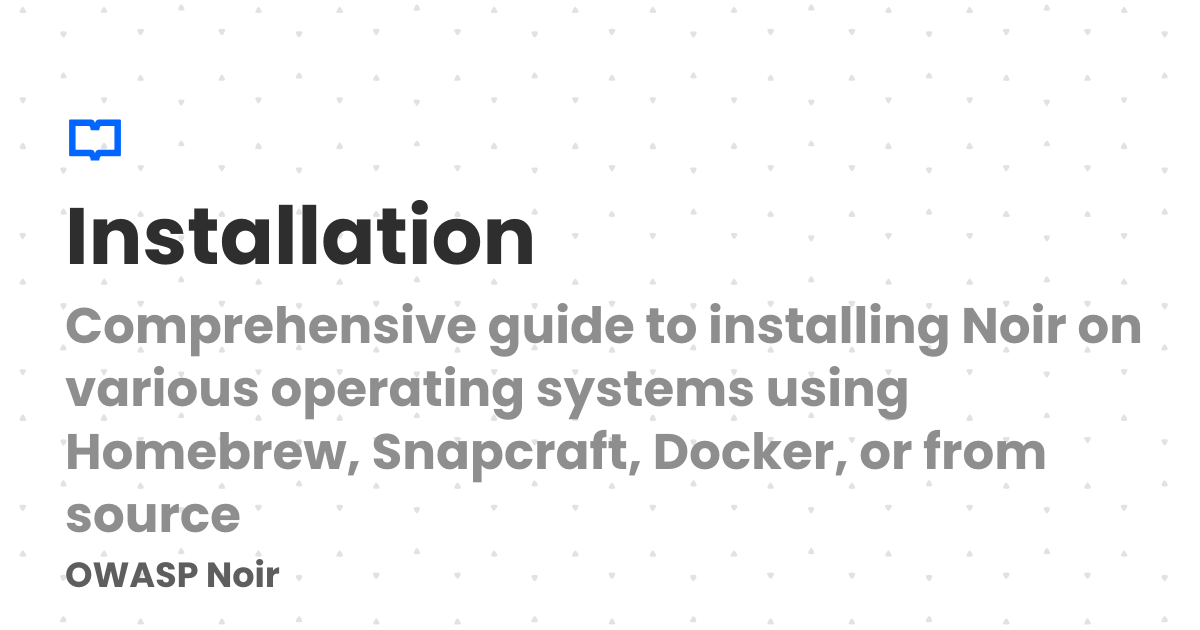 Installation
Comprehensive guide to installing Noir on
various operating systems using
Homebrew, Snapcraft, Docker, or from
source
OWASP Noir